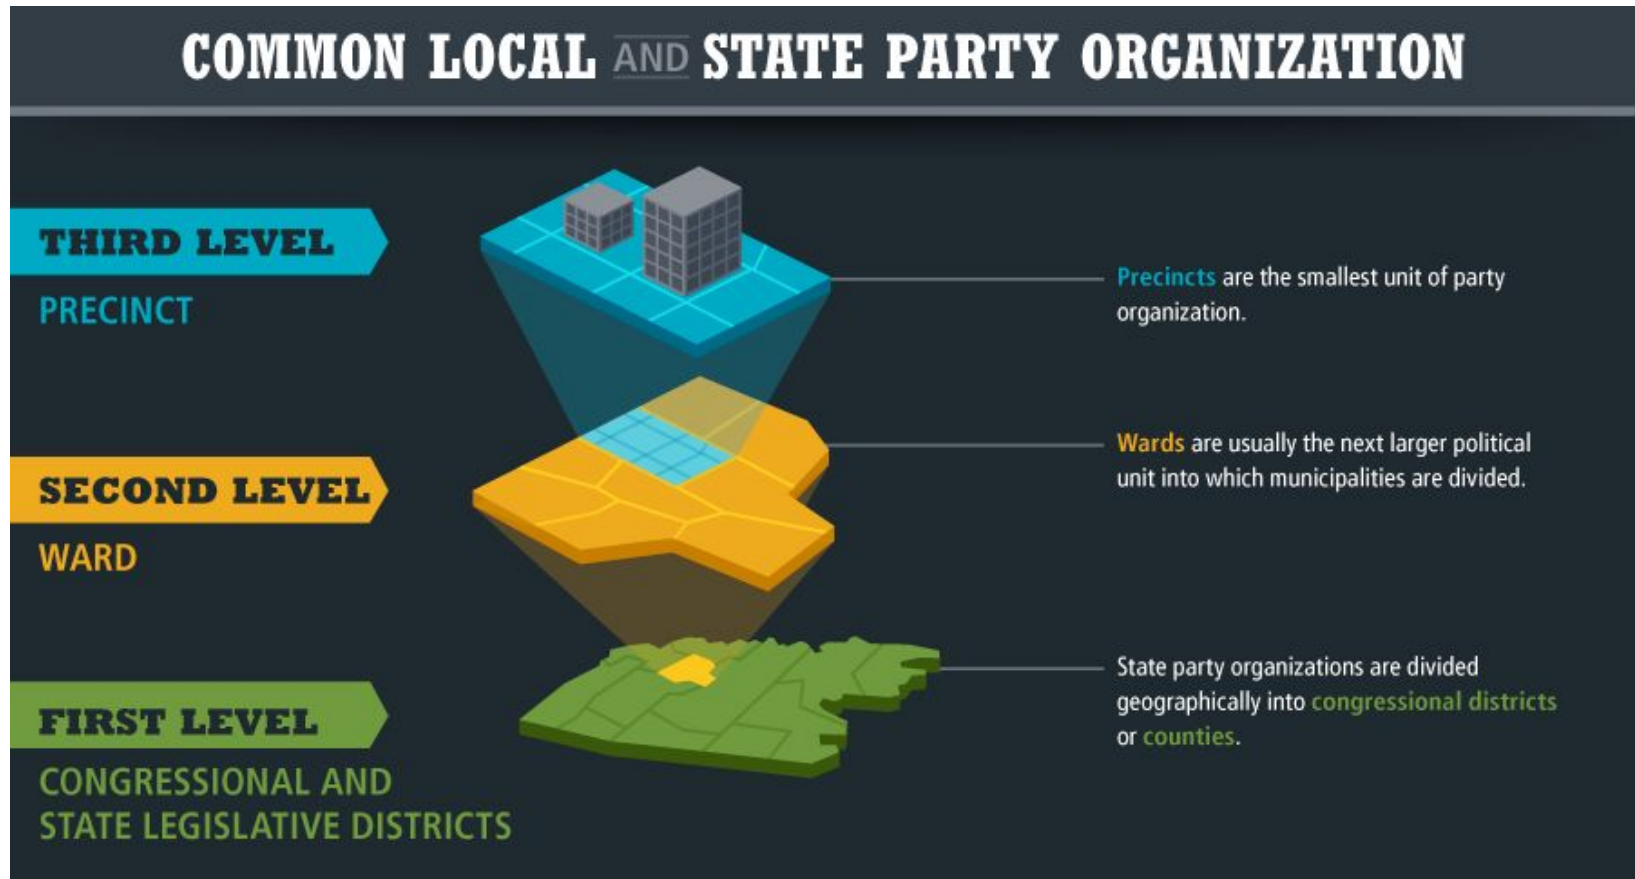 COMMON LOCAL AND STATE PARTY ORGANIZATION
THIRD LEVEL
PRECINCT
Precincts are the smallest unit of party
organization.
SECOND LEVEL
WARD
Wards are usually the next larger political
unit into which municipalities are divided.
FIRST LEVEL
CONGRESSIONAL AND
STATE LEGISLATIVE DISTRICTS
State party organizations are divided
geographically into congressional districts
or counties.